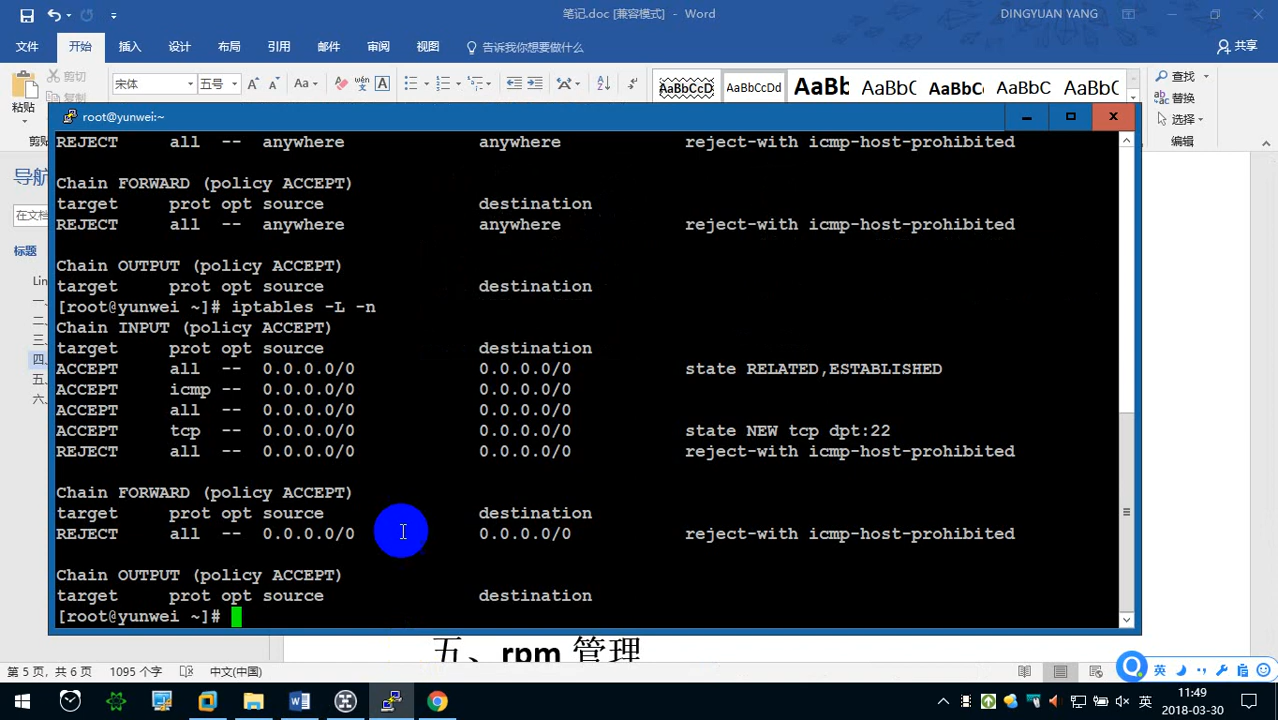 笔记.doc [兼容模式] - Word
DINGYUAN YANG
文件 开始 插入 设计 布局 引用 邮件 审阅 视图 告诉我你想要做什么 共享
粘贴 剪切 宋体 五号 Aa wén A AaBbCcD AaBbCcDd AaBb AaBbC AaBbC AaBbC AaBbC 查找
替换
选择
编辑
root@yunwei:~
REJECT all -- anywhere anywhere reject-with icmp-host-prohibited
Chain FORWARD (policy ACCEPT)
target prot opt source destination
REJECT all -- anywhere anywhere reject-with icmp-host-prohibited
Chain OUTPUT (policy ACCEPT)
target prot opt source destination
[root@yunwei ~]# iptables -L -n
Chain INPUT (policy ACCEPT)
target prot opt source destination
ACCEPT all -- 0.0.0.0/0 0.0.0.0/0 state RELATED,ESTABLISHED
ACCEPT icmp -- 0.0.0.0/0 0.0.0.0/0
ACCEPT all -- 0.0.0.0/0 0.0.0.0/0
ACCEPT tcp -- 0.0.0.0/0 0.0.0.0/0 state NEW tcp dpt:22
REJECT all -- 0.0.0.0/0 0.0.0.0/0 reject-with icmp-host-prohibited
Chain FORWARD (policy ACCEPT)
target prot opt source destination
REJECT all -- 0.0.0.0/0 0.0.0.0/0 reject-with icmp-host-prohibited
Chain OUTPUT (policy ACCEPT)
target prot opt source destination
[root@yunwei ~]#
标题
五、rpm 管理
第 5 页，共 6 页 1095 个字 中文(中国)
英
英 11:49
2018-03-30